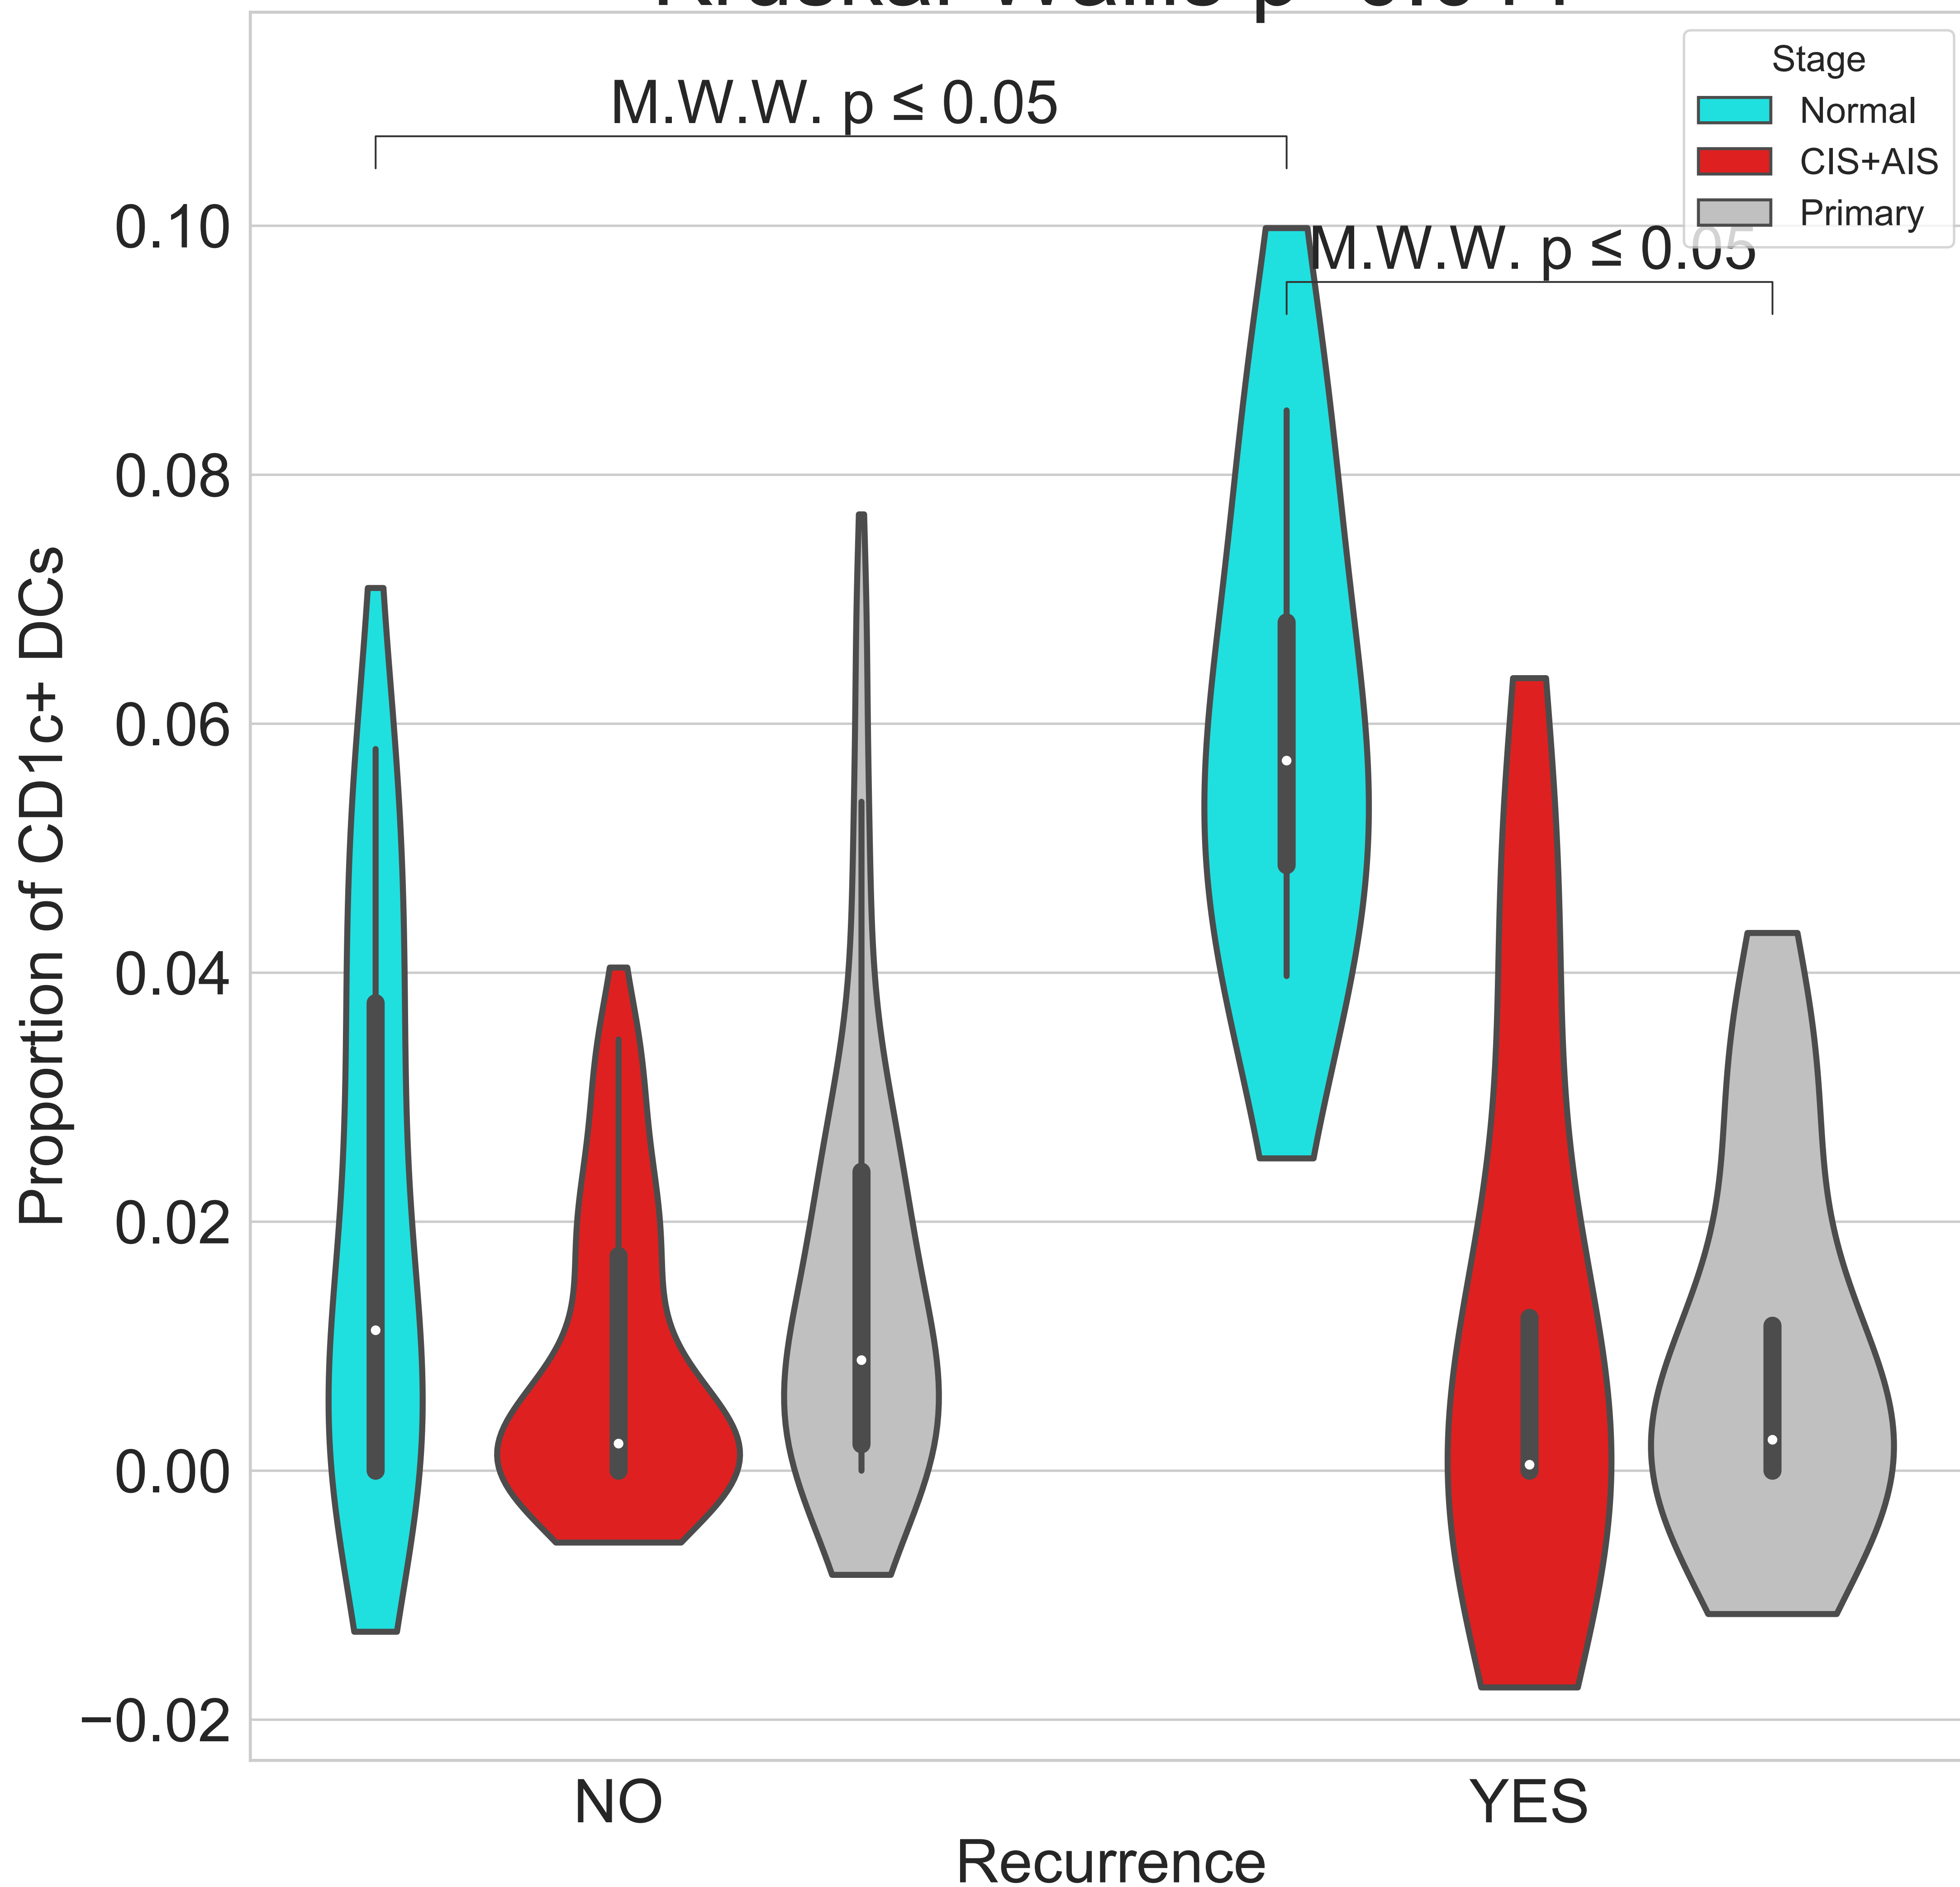 M.W.W. p ≤ 0.05
Stage
Normal
CIS+AIS
Primary
M.W.W. p ≤ 0.05
0.10
0.08
0.06
0.04
0.02
0.00
−0.02
Proportion of CD1c+ DCs
NO
YES
Recurrence